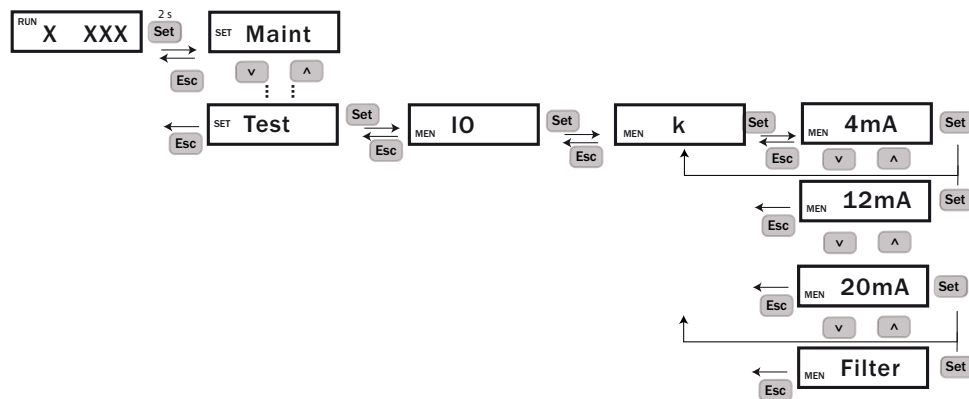 2 s
RUN X XXX Set SET Maint
Esc v ^
SET Test Set MEN IO Set MEN k Set MEN 4mA Set
Esc Esc Esc Esc v ^
MEN 12mA Set
Esc v ^
MEN 20mA Set
Esc v ^
MEN Filter Set
Esc